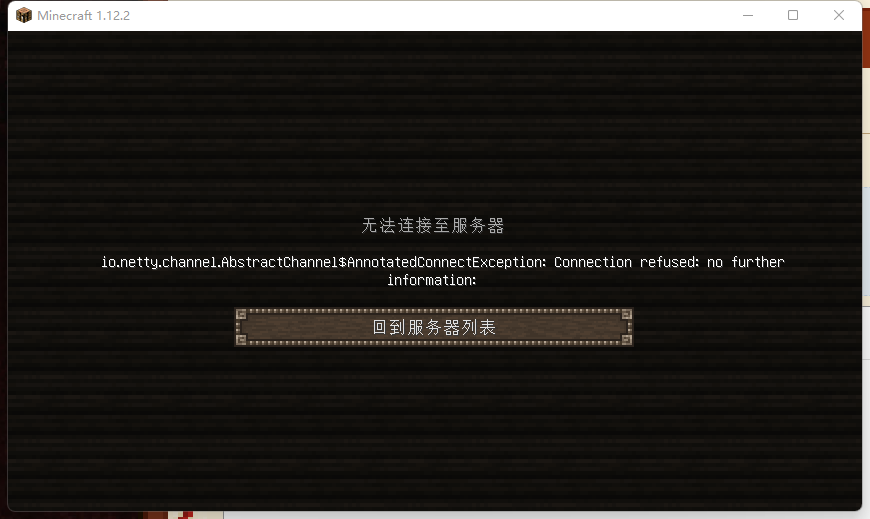 Minecraft 1.12.2
无法连接至服务器
io.netty.channel.AbstractChannel$AnnotatedConnectException: Connection refused: no further
information:
回到服务器列表